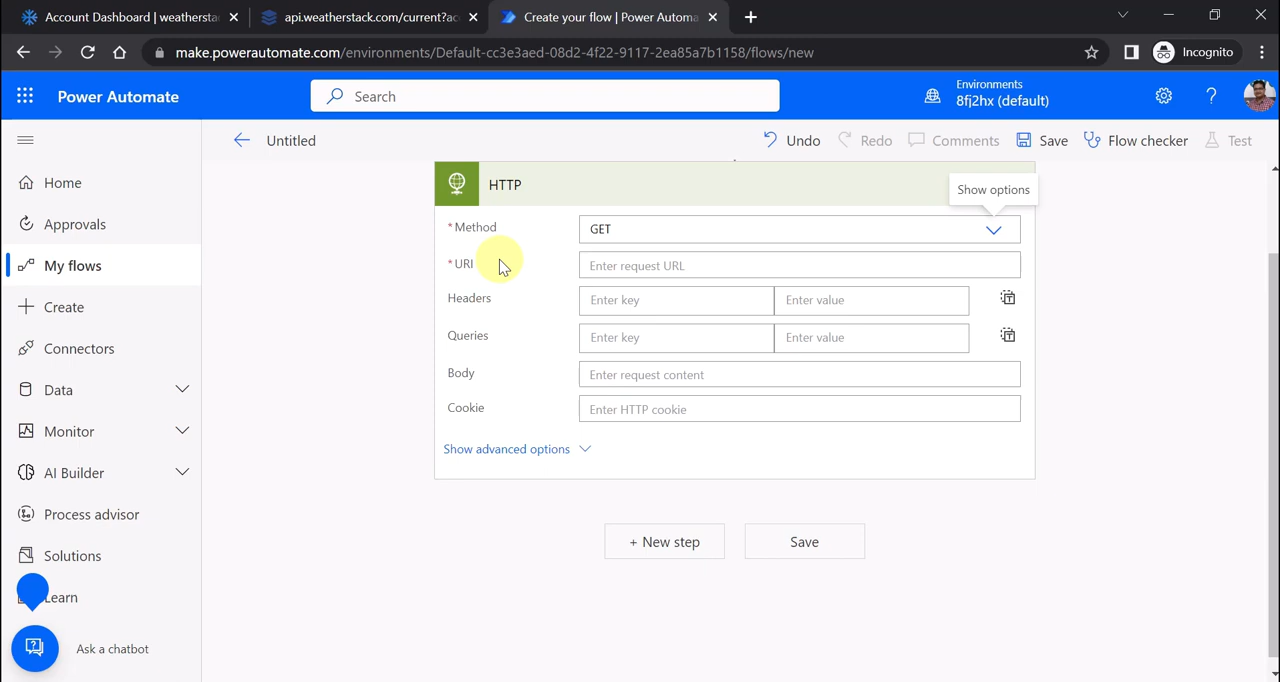 Account Dashboard | weathersta
api.weatherstack.com/current?ac
Create your flow | Power Automa
make.powerautomate.com/environments/Default-cc3e3aed-08d2-4f22-9117-2ea85a7b1158/flows/new
Incognito
Power Automate
Search
Environments
8fj2hx (default)
Untitled
Undo
Redo
Comments
Save
Flow checker
Test
Home
Approvals
My flows
Create
Connectors
Data
Monitor
AI Builder
Process advisor
Solutions
Learn
Ask a chatbot
HTTP
Show options
* Method
GET
* URI
Enter request URL
Headers
Enter key
Enter value
Queries
Enter key
Enter value
Body
Enter request content
Cookie
Enter HTTP cookie
Show advanced options
+ New step
Save